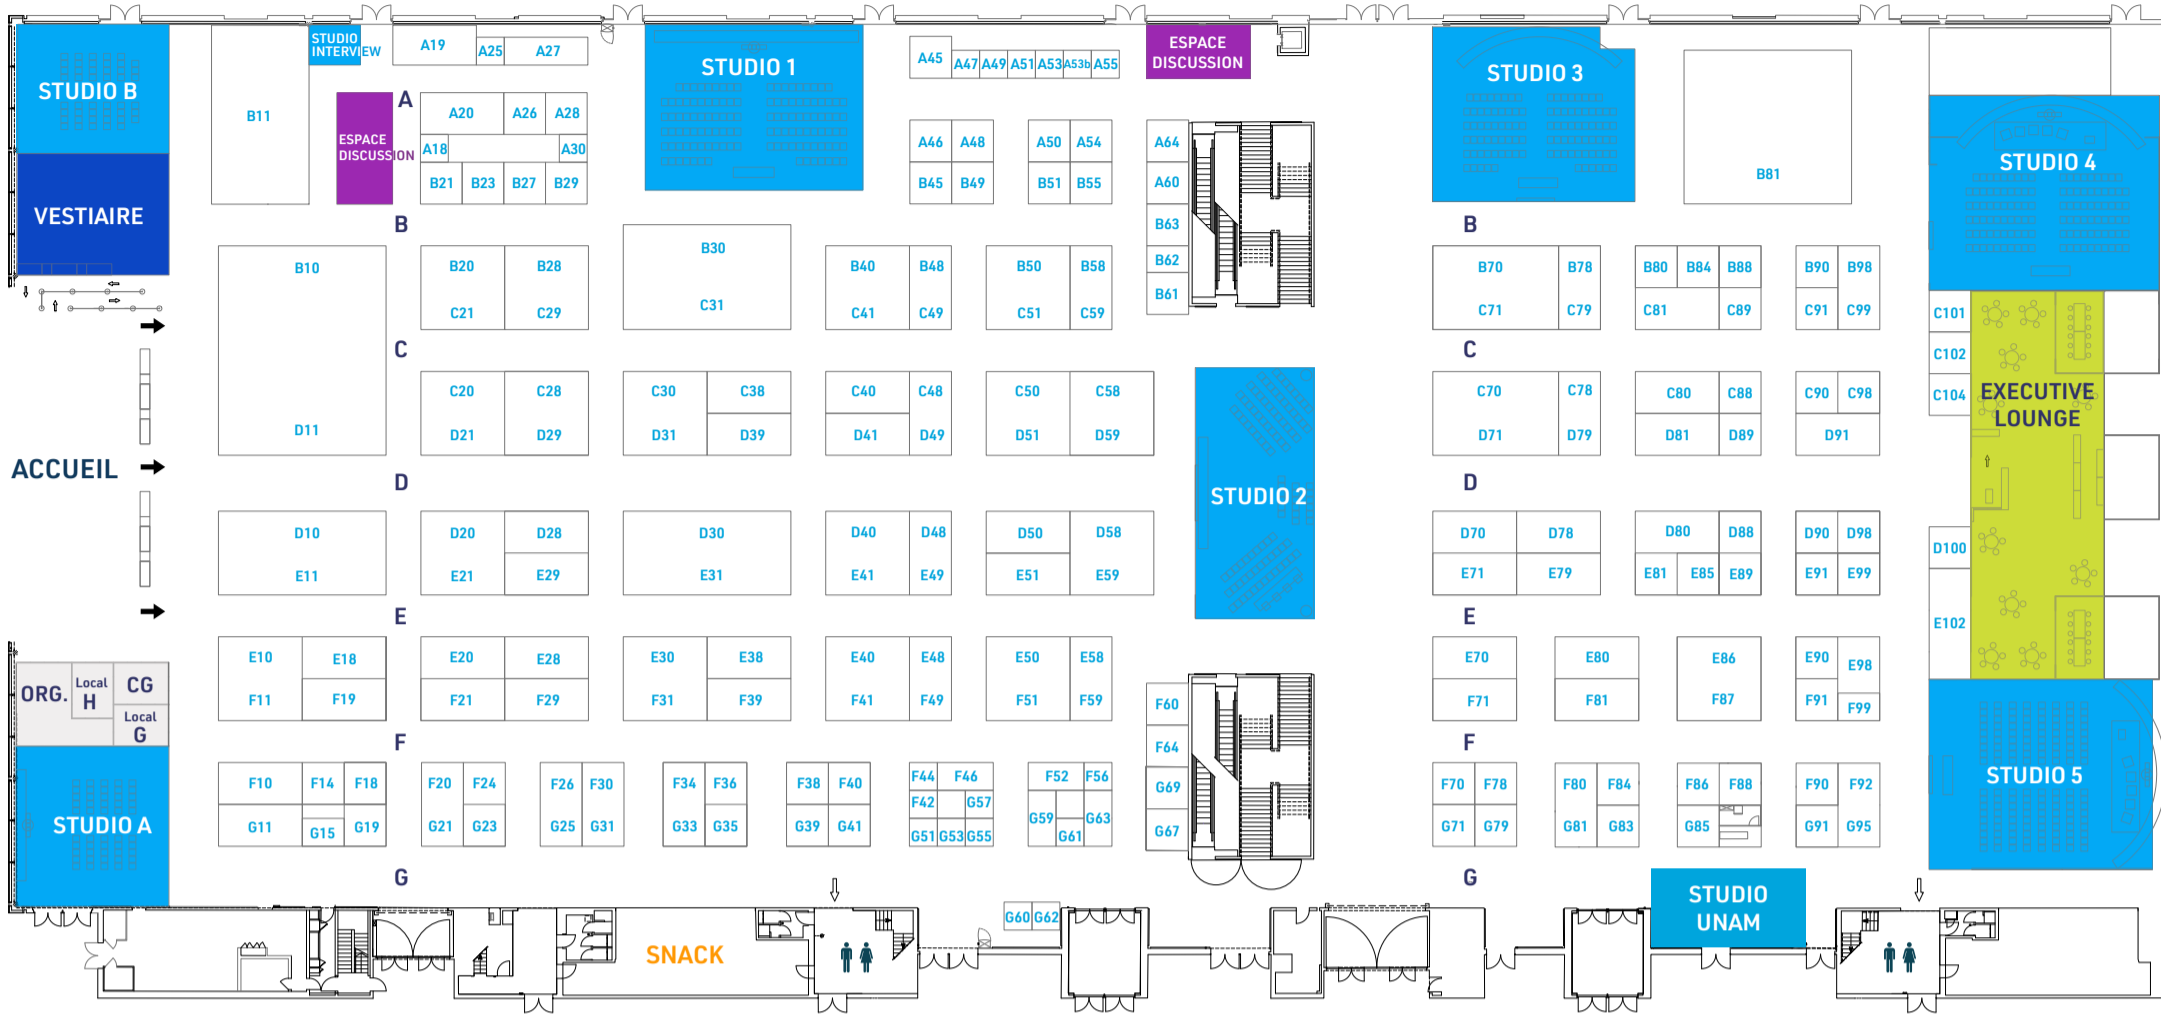 STUDIO B
VESTIAIRE
ACCUEIL
ORG.
Local
H
CG
Local
G
STUDIO A
B11
STUDIO
INTERVIEW
ESPACE
DISCUSSION
A19
A25
A27
A
A20
A26
A28
A18
A30
B21
B23
B27
B29
STUDIO 1
A45
A47
A49
A51
A53
A53b
A55
A46
A48
A50
A54
B45
B49
B51
B55
ESPACE
DISCUSSION
A64
A60
B63
B62
B61
STUDIO 3
B81
STUDIO 4
B
B
B10
D11
B20
B28
C21
C29
B30
C31
B40
B48
C41
C49
B50
B58
C51
C59
B70
B78
C71
C79
B80
B84
B88
C81
C89
B90
B98
C91
C99
C101
C102
C104
EXECUTIVE
LOUNGE
C
C
C20
C28
D21
D29
C30
C38
D31
D39
C40
C48
D41
D49
C50
C58
D51
D59
STUDIO 2
C70
C78
D71
D79
C80
C88
D81
D89
C90
C98
D91
D
D
D10
E11
D20
D28
E21
E29
D30
E31
D40
D48
E41
E49
D50
D58
E51
E59
D70
D78
E71
E79
D80
D88
E81
E85
E89
D90
D98
E91
E99
D100
E102
E
E
E10
E18
F11
F19
E20
E28
F21
F29
E30
E38
F31
F39
E40
E48
F41
F49
E50
E58
F51
F59
F60
F64
G69
G67
E70
F71
E80
F81
E86
F87
E90
E98
F91
F99
STUDIO 5
F
F
F10
F14
F18
G11
G15
G19
F20
F24
G21
G23
F26
F30
G25
G31
F34
F36
G33
G35
F38
F40
G39
G41
F44
F46
F42
G57
G51
G53
G55
F52
F56
G59
G63
G61
F70
F78
G71
G79
F80
F84
G81
G83
F86
F88
G85
F90
F92
G91
G95
G
G
SNACK
G60
G62
STUDIO
UNAM